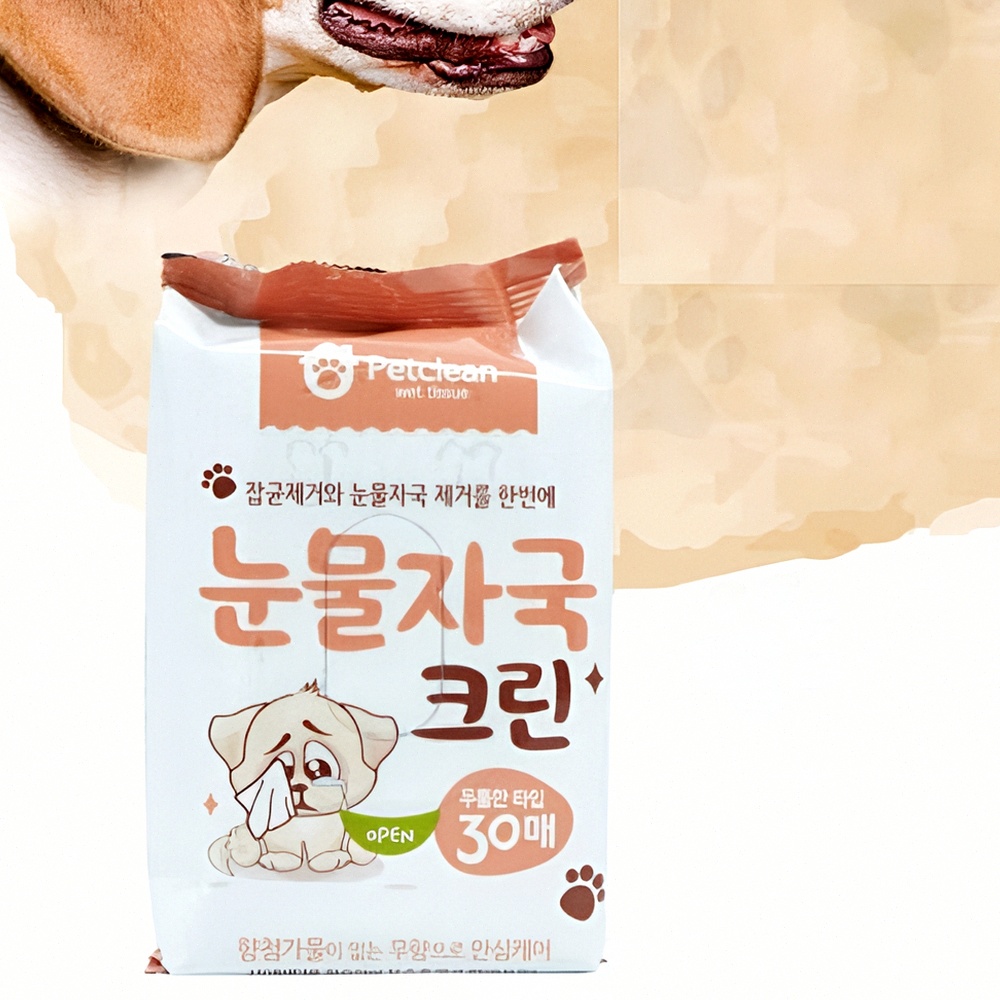 Petclean
wet tissue
잡균제거와 눈물자국 제거를 한번에
눈물자국
크린
OPEN
30매
향첨가물이 없는 무향으로 안심케어